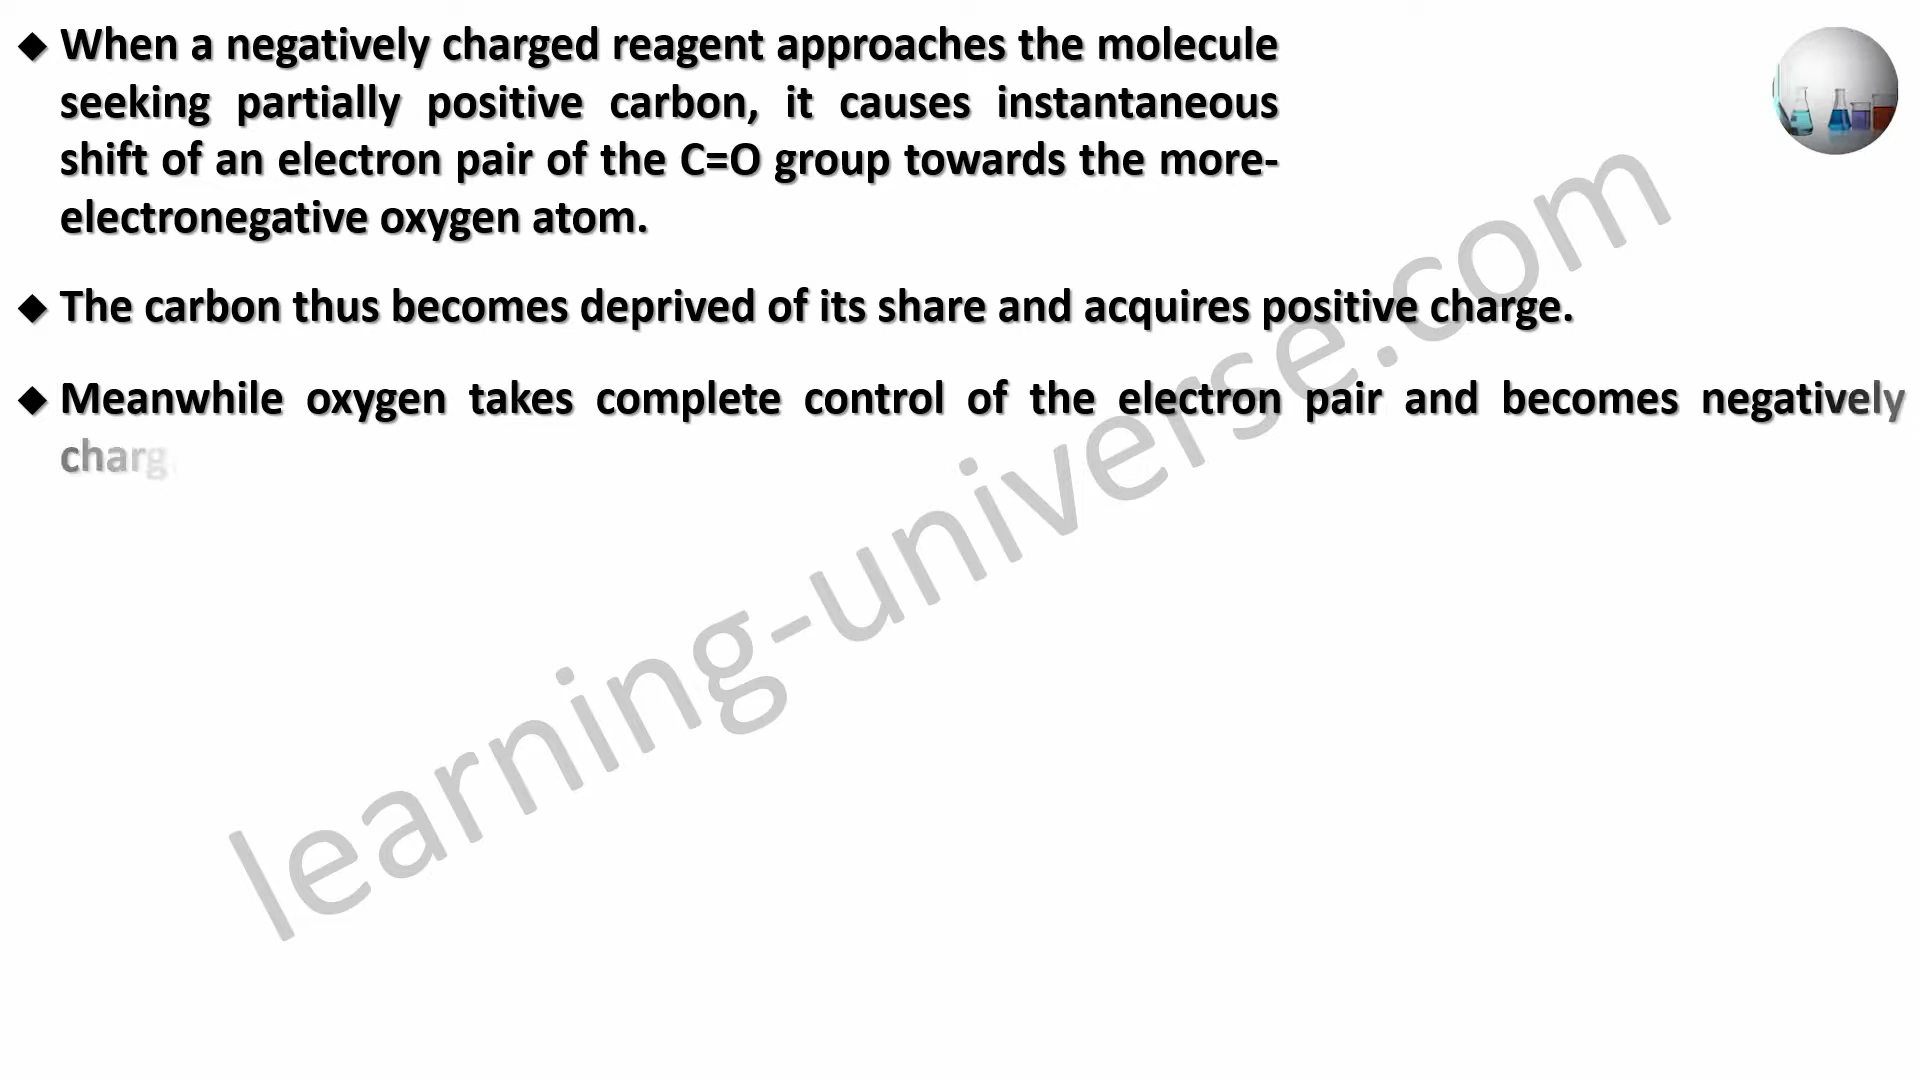 ◆ When a negatively charged reagent approaches the molecule
seeking partially positive carbon, it causes instantaneous
shift of an electron pair of the C=O group towards the more-
electronegative oxygen atom.
◆ The carbon thus becomes deprived of its share and acquires positive charge.
◆ Meanwhile oxygen takes complete control of the electron pair and becomes negatively
charg
learning-universe.com